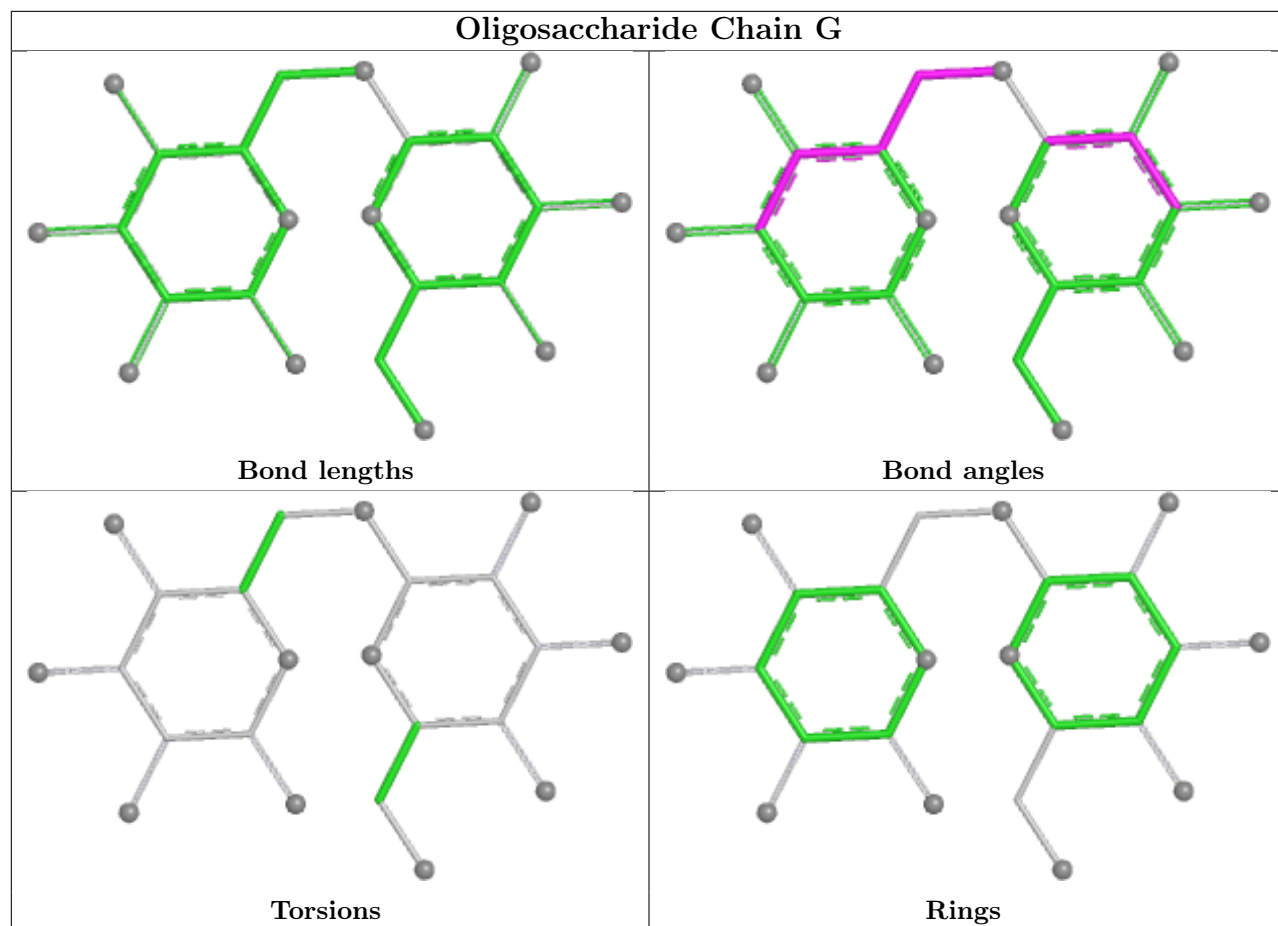 Oligosaccharide Chain G
Bond lengths
Bond angles
Torsions
Rings